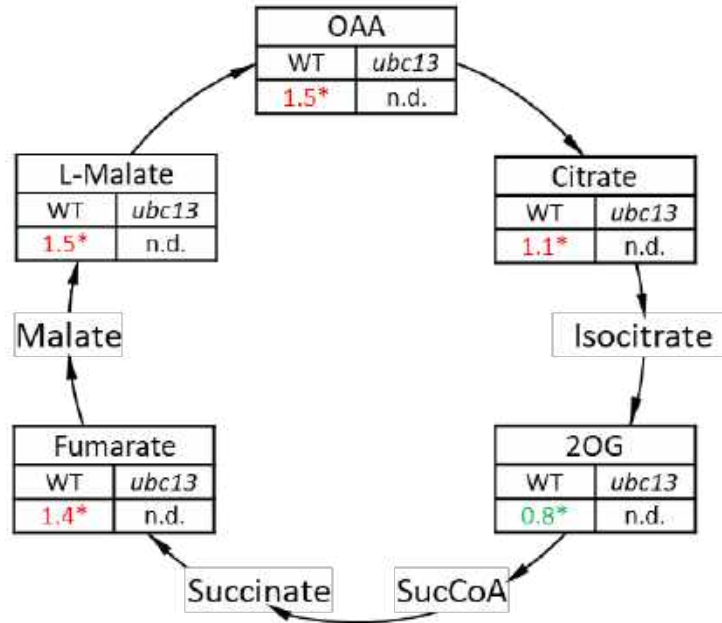 OAA
WT ubc13
1.5* n.d.
L-Malate
WT ubc13
1.5* n.d.
Citrate
WT ubc13
1.1* n.d.
Malate
Isocitrate
Fumarate
WT ubc13
1.4* n.d.
2OG
WT ubc13
0.8* n.d.
Succinate
SucCoA